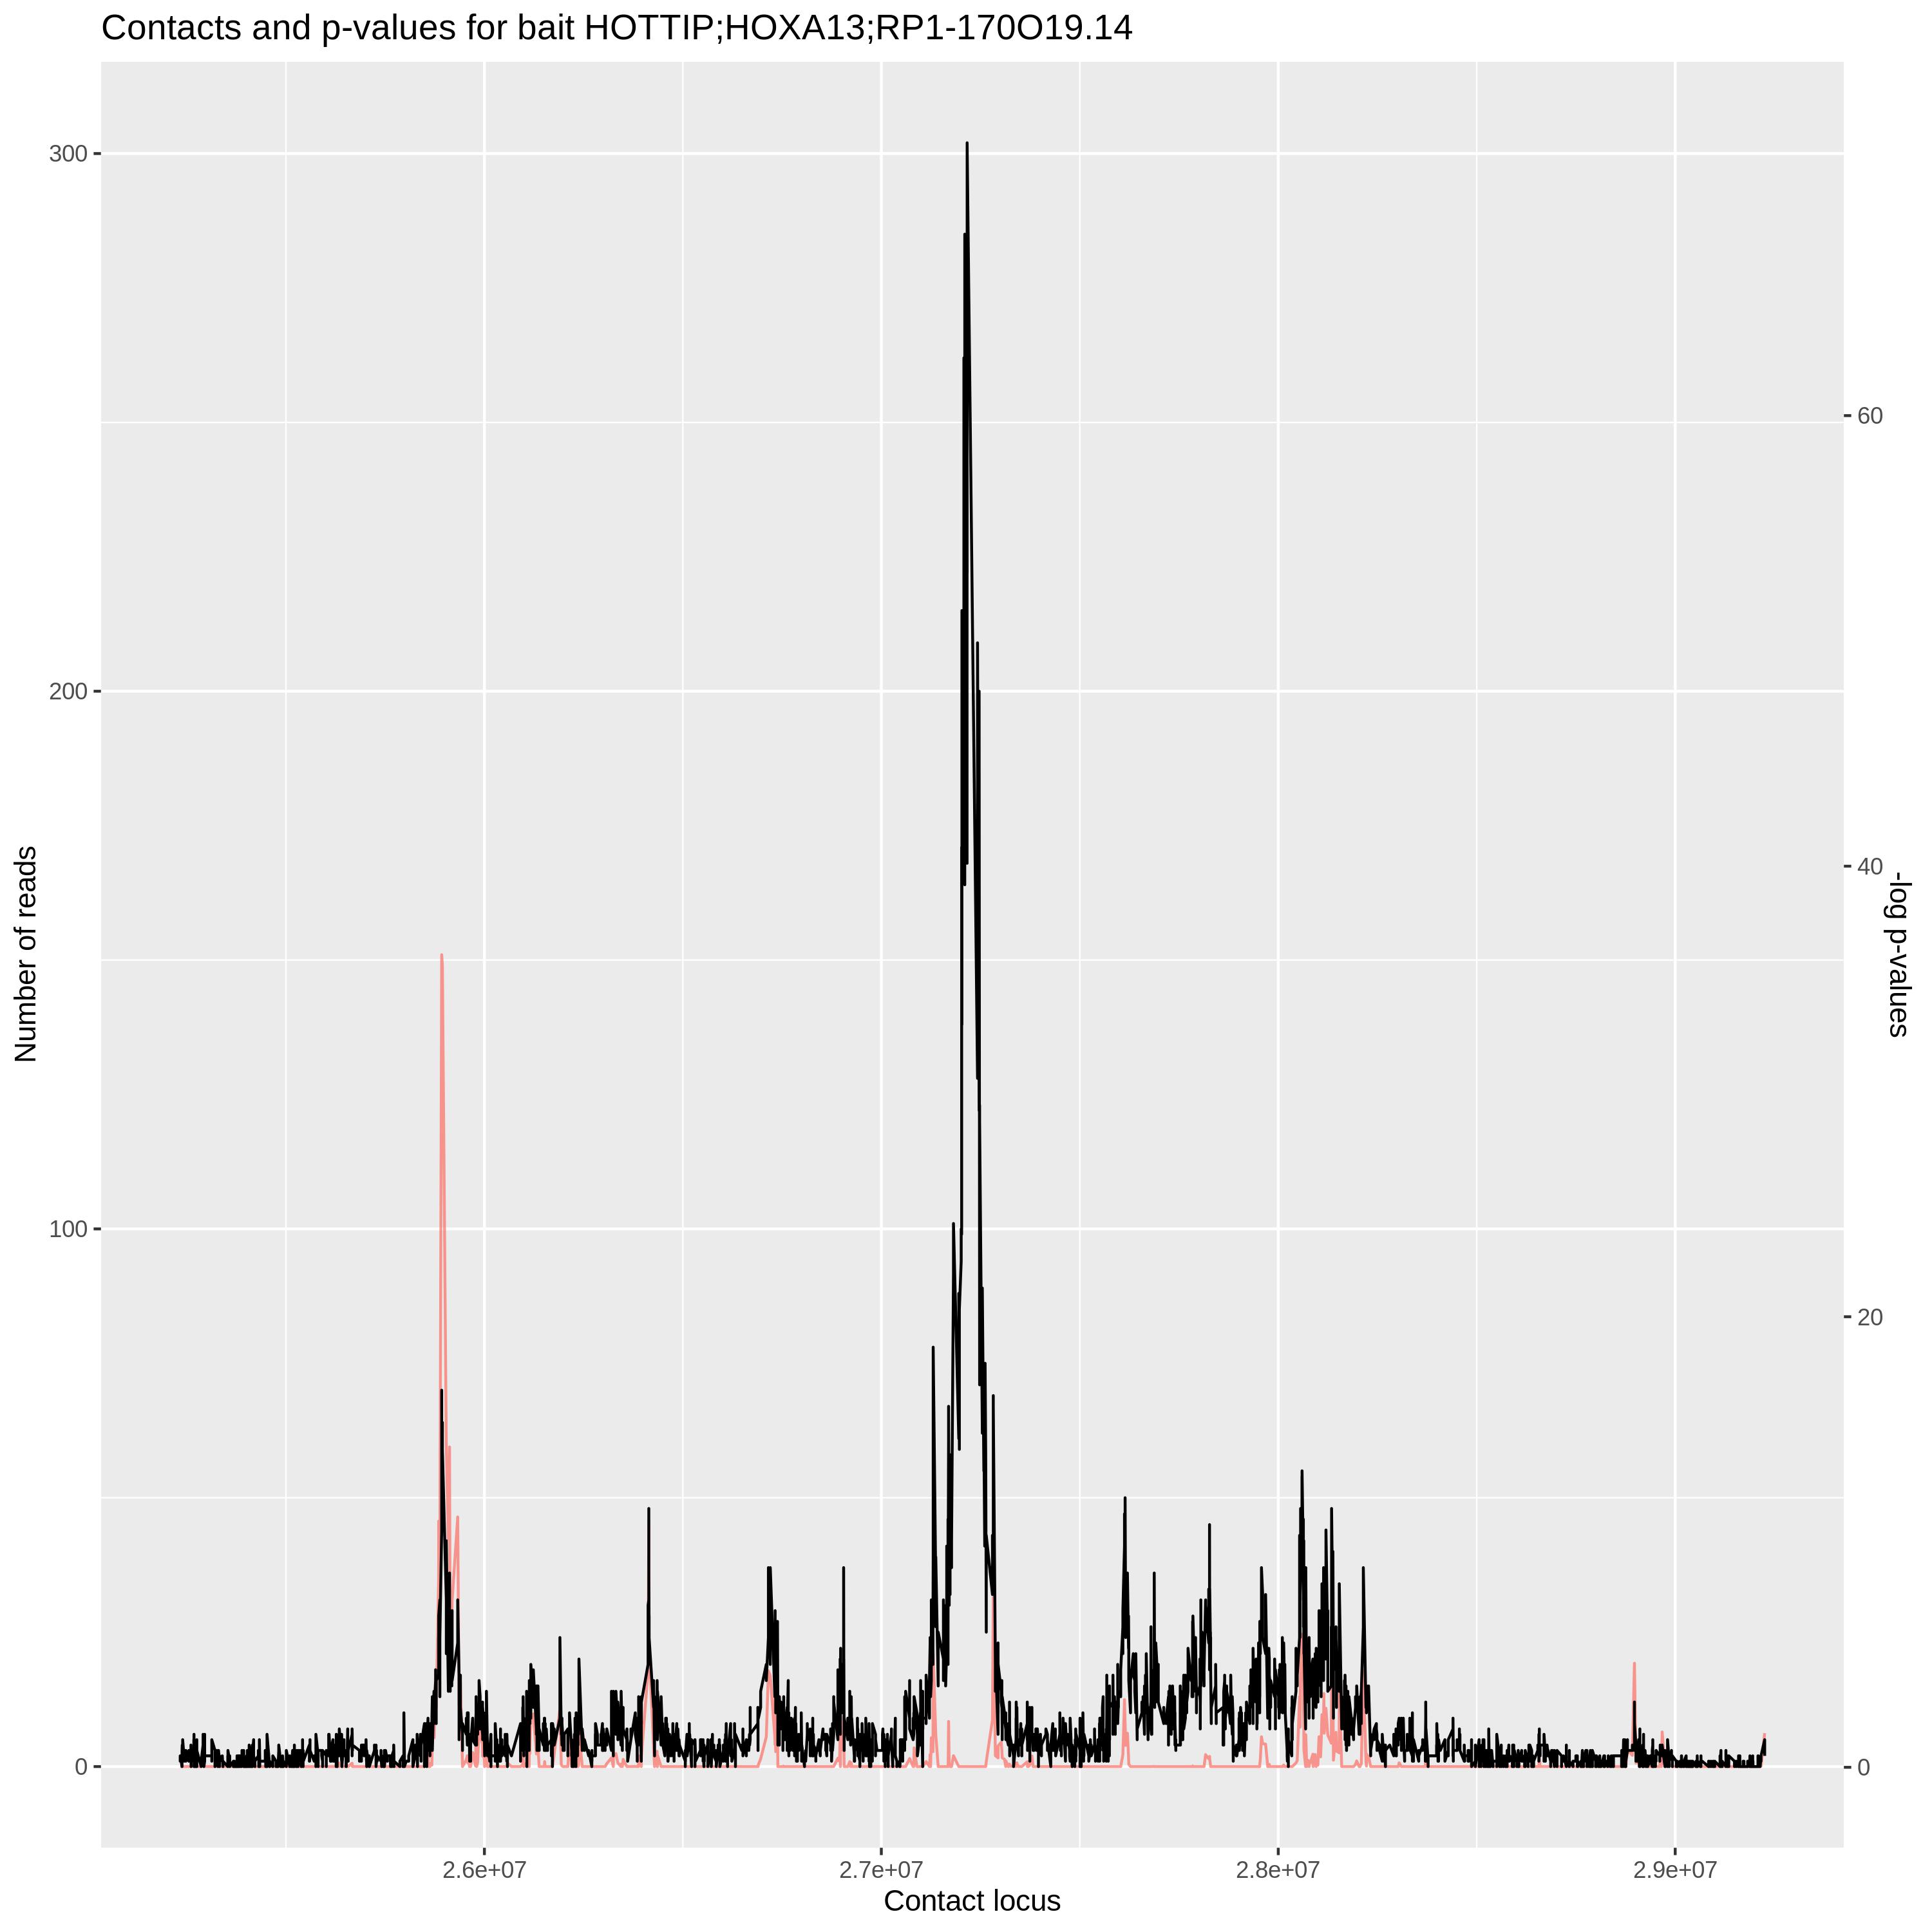 Contacts and p-values for bait HOTTIP;HOXA13;RP1-170O19.14
300
200
100
0
Number of reads
60
40
20
0
-log p-values
2.6e+07
2.7e+07
2.8e+07
2.9e+07
Contact locus